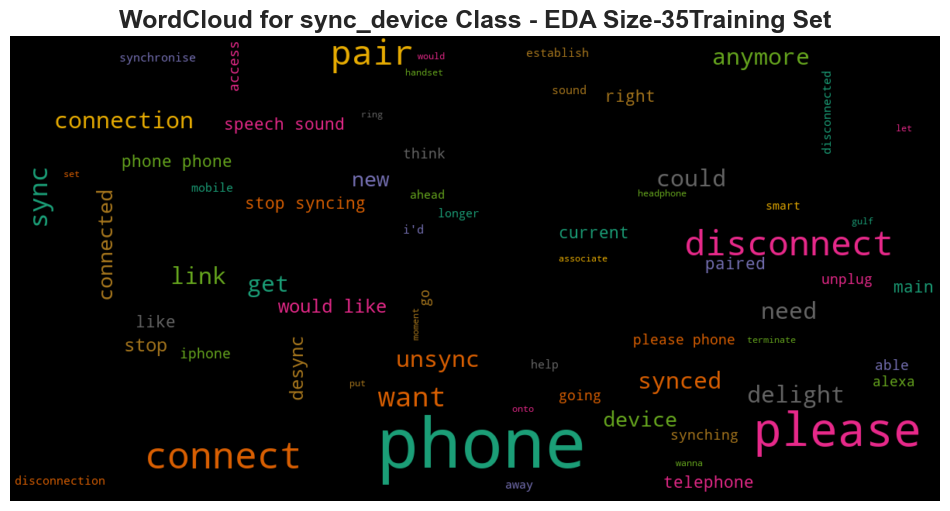 WordCloud for sync_device Class - EDA Size-35Training Set
synchronise
access
pair
would
handset
establish
anymore
connection
speech sound
ring
sound
right
disconnected
let
phone phone
think
sync
set
mobile
new
connected
stop syncing
ahead
longer
i'd
could
headphone
smart
gulf
current
disconnect
associate
paired
link
get
unplug
main
would like
go
moment
need
like
stop
iphone
desync
unsync
please phone
terminate
help
able
alexa
put
want
onto
going
synced
delight
device
synching
please
connect
phone
wanna
disconnection
away
telephone